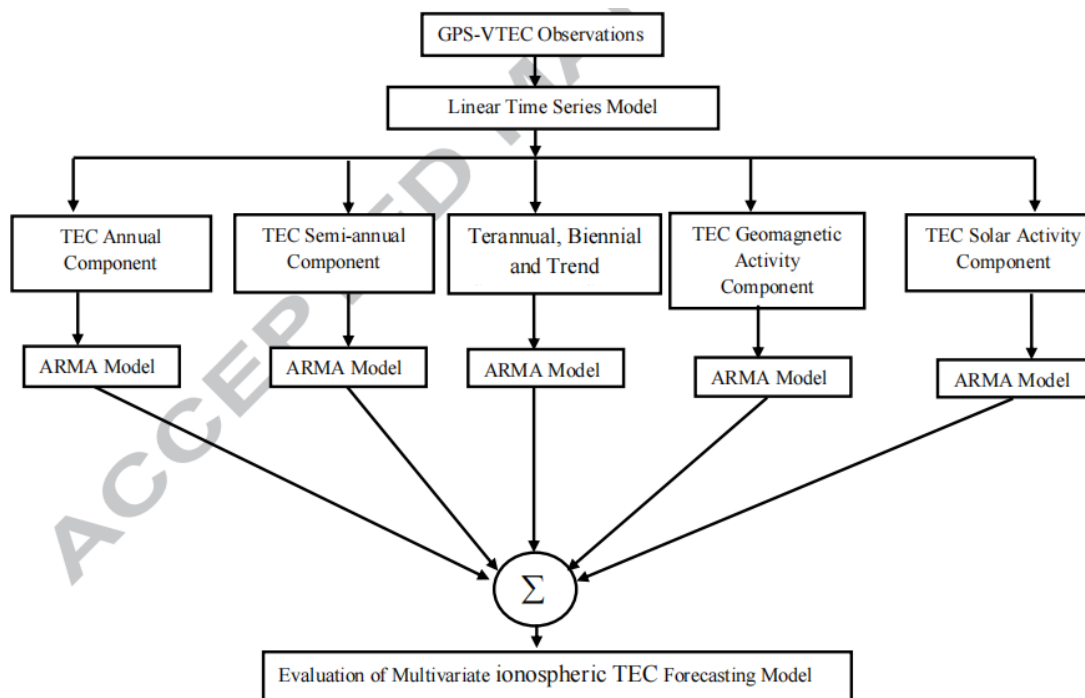 GPS-VTEC Observations
Linear Time Series Model
TEC Annual
Component
TEC Semi-annual
Component
Terannual, Biennial
and Trend
TEC Geomagnetic
Activity
Component
TEC Solar Activity
Component
ARMA Model
ARMA Model
ARMA Model
ARMA Model
ARMA Model
∑
Evaluation of Multivariate ionospheric TEC Forecasting Model